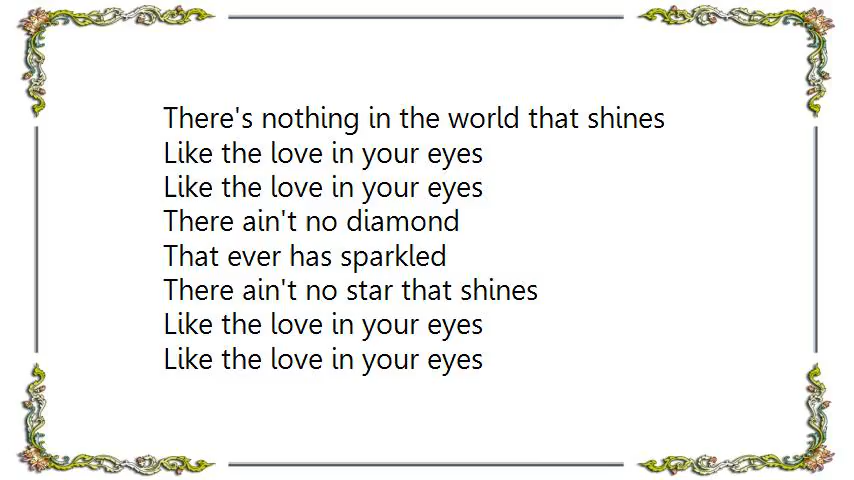 There's nothing in the world that shines
Like the love in your eyes
Like the love in your eyes
There ain't no diamond
That ever has sparkled
There ain't no star that shines
Like the love in your eyes
Like the love in your eyes